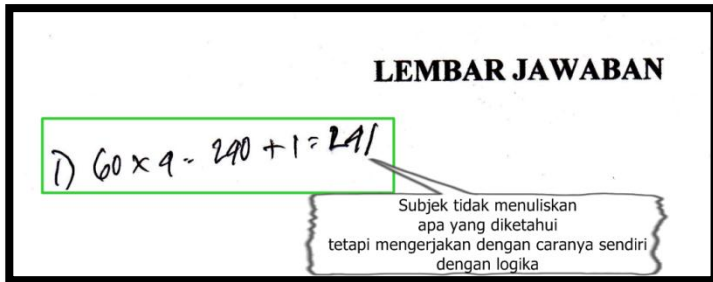 LEMBAR JAWABAN
1) 60 x 4 = 240 + 1 = 241
Subjek tidak menuliskan
apa yang diketahui
tetapi mengerjakan dengan caranya sendiri
dengan logika